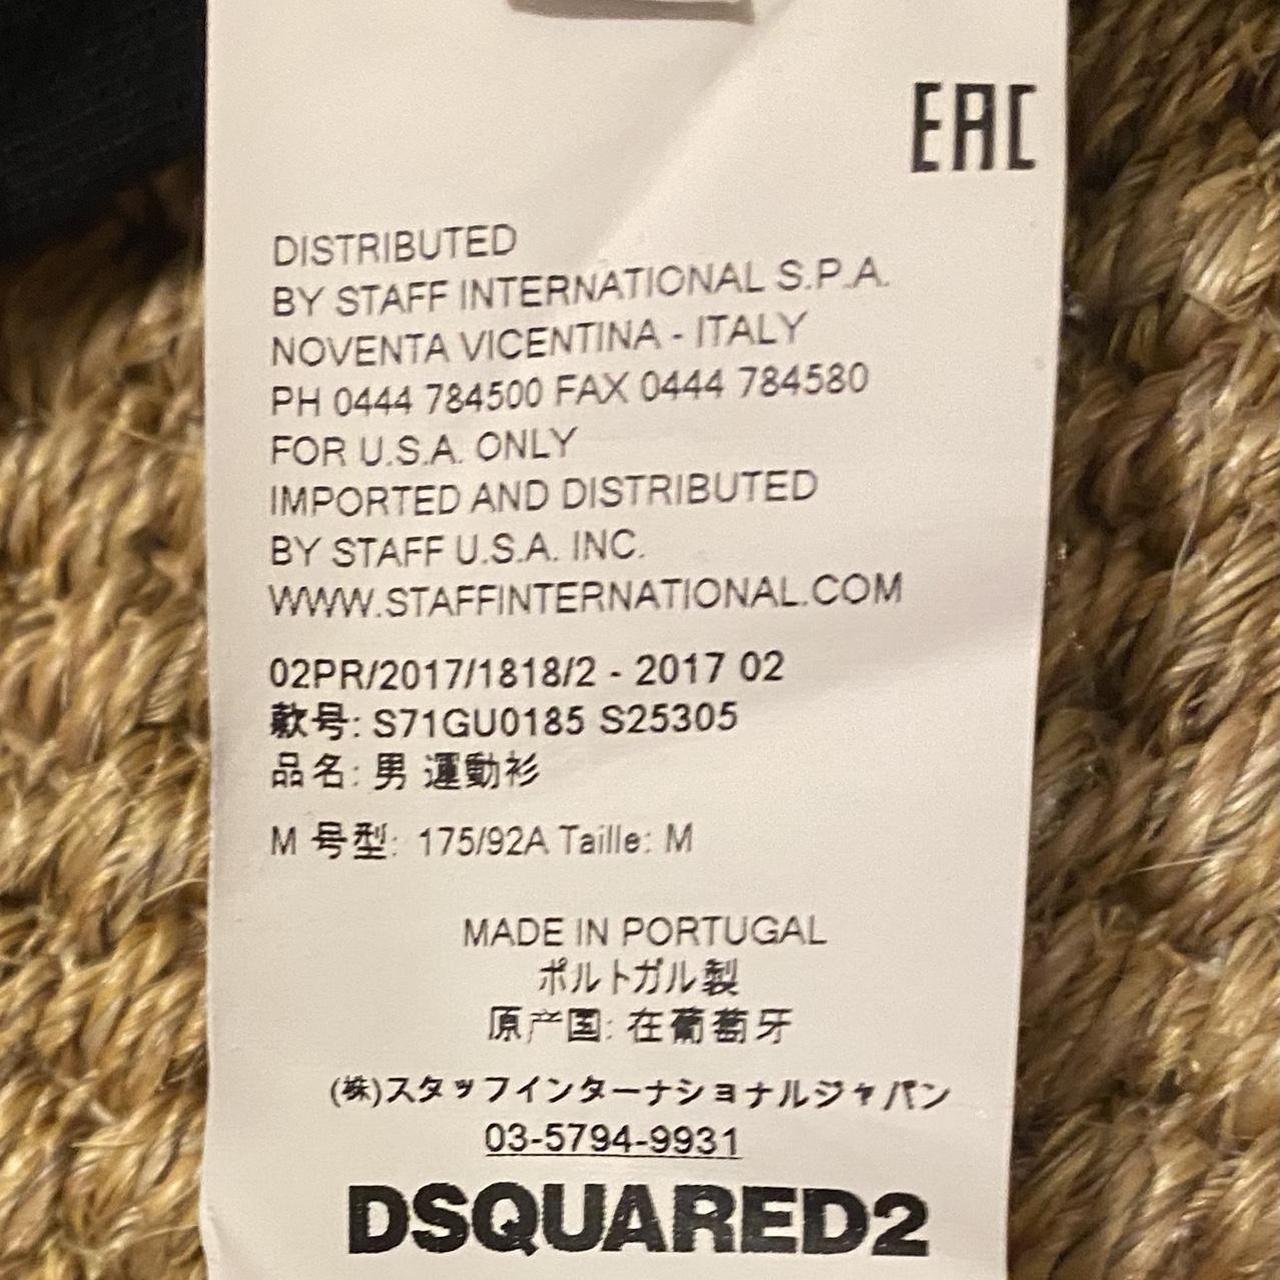 EAC
DISTRIBUTED
BY STAFF INTERNATIONAL S.P.A.
NOVENTA VICENTINA - ITALY
PH 0444 784500 FAX 0444 784580
FOR U.S.A. ONLY
IMPORTED AND DISTRIBUTED
BY STAFF U.S.A. INC.
WWW.STAFFINTERNATIONAL.COM
02PR/2017/1818/2 - 2017 02
款号: S71GU0185 S25305
品名: 男 運動衫
M 号型: 175/92A Taille: M
MADE IN PORTUGAL
ポルトガル製
原产国: 在葡萄牙
(株)スタッフインターナショナルジャパン
03-5794-9931
DSQUARED2